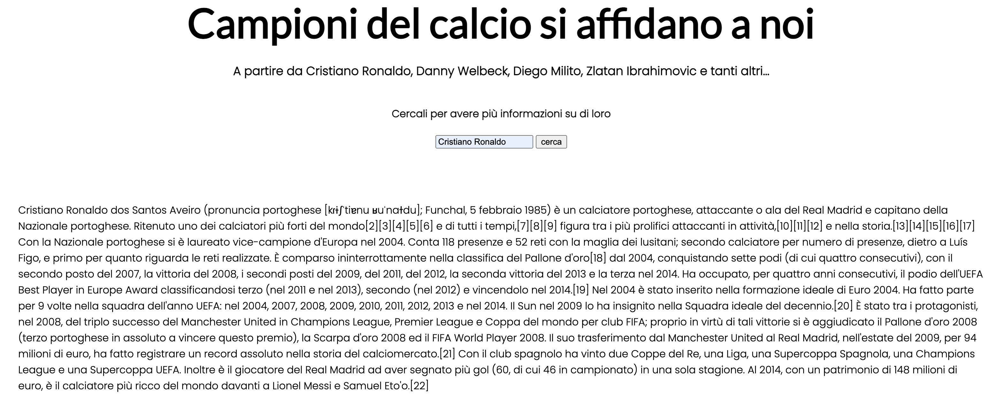 Campioni del calcio si affidano a noi
A partire da Cristiano Ronaldo, Danny Welbeck, Diego Milito, Zlatan Ibrahimovic e tanti altri...
Cercali per avere più informazioni su di loro
Cristiano Ronaldo cerca
Cristiano Ronaldo dos Santos Aveiro (pronuncia portoghese [kɾiʃˈtiɐnu ʁuˈnaɫdu]; Funchal, 5 febbraio 1985) è un calciatore portoghese, attaccante o ala del Real Madrid e capitano della
Nazionale portoghese. Ritenuto uno dei calciatori più forti del mondo[2][3][4][5][6] e di tutti i tempi,[7][8][9] figura tra i più prolifici attaccanti in attività,[10][11][12] e nella storia.[13][14][15][16][17]
Con la Nazionale portoghese si è laureato vice-campione d'Europa nel 2004. Conta 118 presenze e 52 reti con la maglia dei lusitani; secondo calciatore per numero di presenze, dietro a Luís
Figo, e primo per quanto riguarda le reti realizzate. È comparso ininterrottamente nella classifica del Pallone d'oro[18] dal 2004, conquistando sette podi (di cui quattro consecutivi), con il
secondo posto del 2007, la vittoria del 2008, i secondi posti del 2009, del 2011, del 2012, la seconda vittoria del 2013 e la terza nel 2014. Ha occupato, per quattro anni consecutivi, il podio dell'UEFA
Best Player in Europe Award classificandosi terzo (nel 2011 e nel 2013), secondo (nel 2012) e vincendolo nel 2014.[19] Nel 2004 è stato inserito nella formazione ideale di Euro 2004. Ha fatto parte
per 9 volte nella squadra dell'anno UEFA: nel 2004, 2007, 2008, 2009, 2010, 2011, 2012, 2013 e nel 2014. Il Sun nel 2009 lo ha insignito nella Squadra ideale del decennio.[20] È stato tra i protagonisti,
nel 2008, del triplo successo del Manchester United in Champions League, Premier League e Coppa del mondo per club FIFA; proprio in virtù di tali vittorie si è aggiudicato il Pallone d'oro 2008
(terzo portoghese in assoluto a vincere questo premio), la Scarpa d'oro 2008 ed il FIFA World Player 2008. Il suo trasferimento dal Manchester United al Real Madrid, nell'estate del 2009, per 94
milioni di euro, ha fatto registrare un record assoluto nella storia del calciomercato.[21] Con il club spagnolo ha vinto due Coppe del Re, una Liga, una Supercoppa Spagnola, una Champions
League e una Supercoppa UEFA. Inoltre è il giocatore del Real Madrid ad aver segnato più gol (60, di cui 46 in campionato) in una sola stagione. Al 2014, con un patrimonio di 148 milioni di
euro, è il calciatore più ricco del mondo davanti a Lionel Messi e Samuel Eto'o.[22]